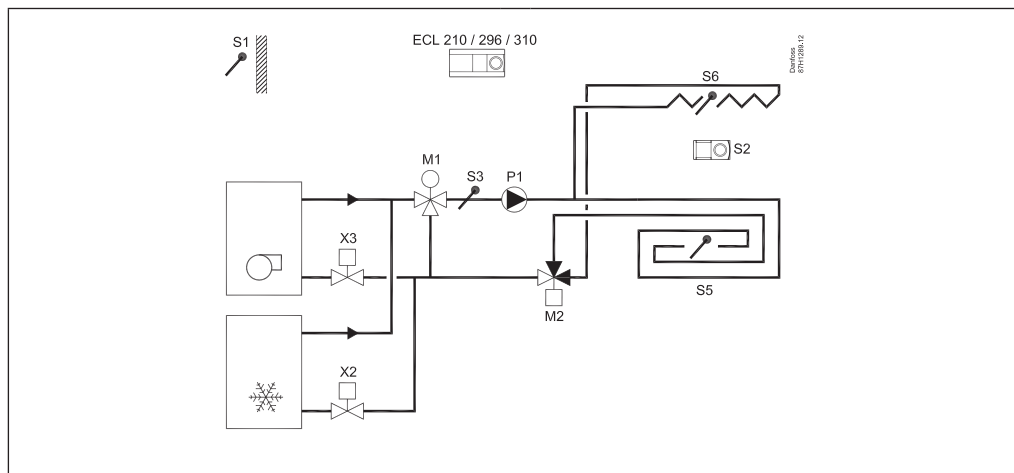 S1
ECL 210 / 296 / 310
Danfoss
87H1289.12
S6
S2
M1
S3
P1
X3
S5
M2
X2